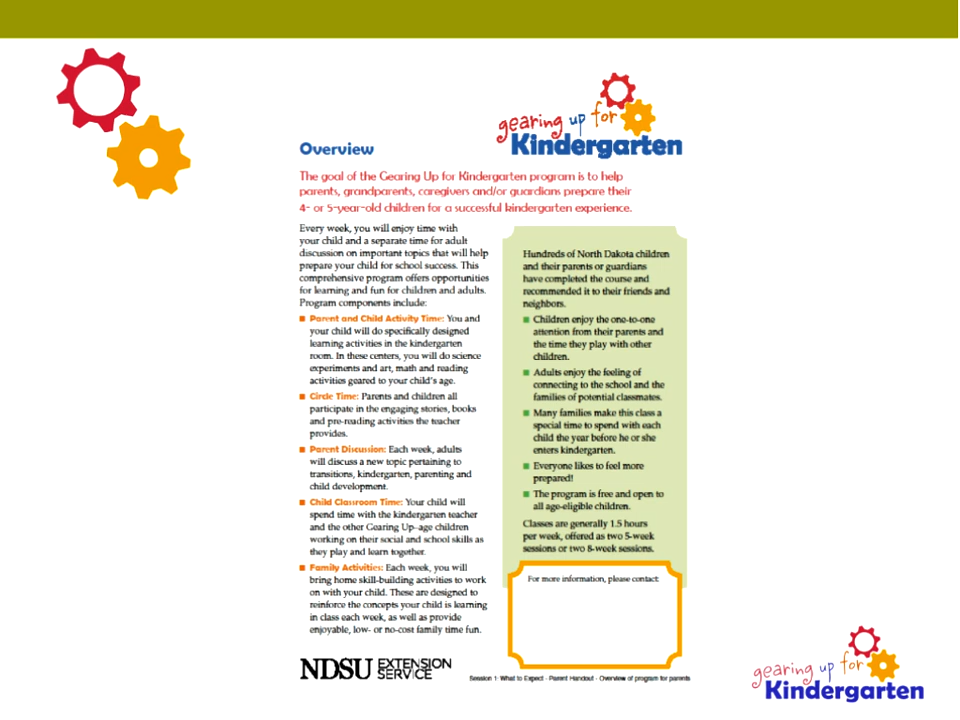 gearing up for
Kindergarten
Overview
The goal of the Gearing Up for Kindergarten program is to help
parents, grandparents, caregivers and/or guardians prepare their
4- or 5-year-old children for a successful kindergarten experience.
Every week, you will enjoy time with
your child and a separate time for adult
discussion on important topics that will help
prepare your child for school success. This
comprehensive program offers opportunities
for learning and fun for children and adults.
Program components include:
■ Parent and Child Activity Time: You and
your child will do specifically designed
learning activities in the kindergarten
room. In these centers, you will do science
experiments and art, math and reading
activities geared to your child's age.
■ Circle Time: Parents and children all
participate in the engaging stories, books
and pre-reading activities the teacher
provides.
■ Parent Discussion: Each week, adults
will discuss a new topic pertaining to
transitions, kindergarten, parenting and
child development.
■ Child Classroom Time: Your child will
spend time with the kindergarten teacher
and the other Gearing Up-age children
working on their social and school skills as
they play and learn together.
■ Family Activities: Each week, you will
bring home skill-building activities to work
on with your child. These are designed to
reinforce the concepts your child is learning
in class each week, as well as provide
enjoyable, low- or no-cost family time fun.
Hundreds of North Dakota children
and their parents or guardians
have completed the course and
recommended it to their friends and
neighbors.
■ Children enjoy the one-to-one
attention from their parents and
the time they play with other
children.
■ Adults enjoy the feeling of
connecting to the school and the
families of potential classmates.
■ Many families make this class a
special time to spend with each
child the year before he or she
enters kindergarten.
■ Everyone likes to feel more
prepared!
■ The program is free and open to
all age-eligible children.
Classes are generally 1.5 hours
per week, offered as two 5-week
sessions or two 8-week sessions.
For more information, please contact:
NDSU EXTENSION
SERVICE
Session 1: What to Expect - Parent Handout - Overview of program for parents
gearing up for
Kindergarten